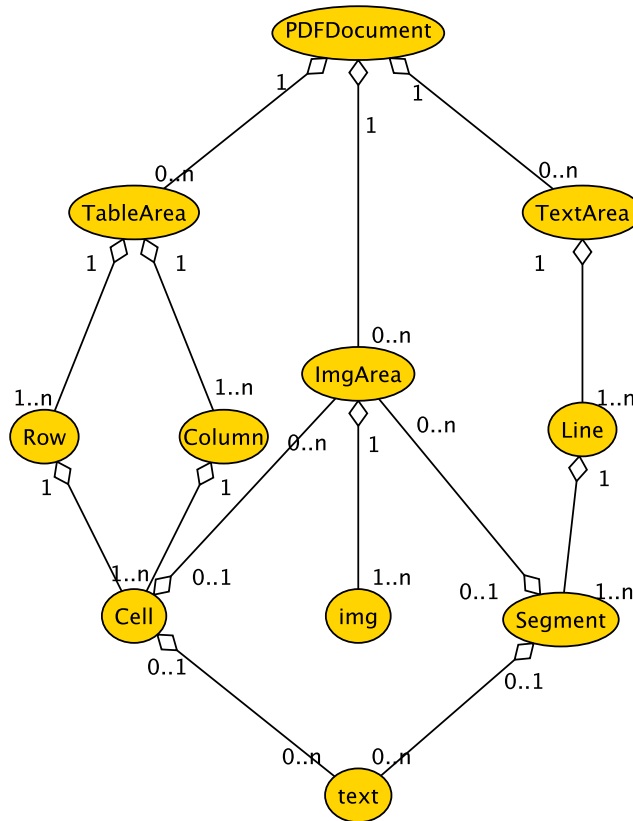 PDFDocument
1
1
1
0..n
0..n
TableArea
TextArea
1
1
1
0..n
ImgArea
1..n
1..n
1..n
Row
Column
Line
0..n
1
0..n
1
1
1
1..n
0..1
1..n
0..1
1..n
Cell
img
Segment
0..1
0..1
0..n
0..n
text